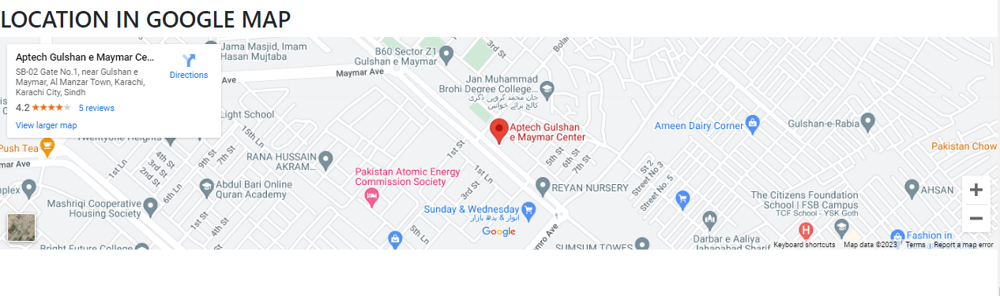 LOCATION IN GOOGLE MAP
Aptech Gulshan e Maymar Ce...
SB-02 Gate No.1, near Gulshan e
Maymar, Al Manzar Town, Karachi,
Karachi City, Sindh
4.2
5 reviews
View larger map
Directions
Jama Masjid, Imam
Hasan Mujtaba
B60 Sector Z1
Gulshan e Maymar
3rd St
Maymar Ave
Jan Muhammad
Brohi Degree College...
جان محمد بروہی ڈگری
کالج برائے خواتین
Light School
Aptech Gulshan
e Maymar Center
Ameen Dairy Corner
Gulshan-e-Rabia
Pakistan Chow
Push Tea
Twentyone Heights
15th Ln
1st St
RANA HUSSAIN
AKRAM...
4th St
3rd St
2nd St
9th St
7th St
1st Ln
6th Ln
5th St
6th St
7th St
St 2
Street No. 3
Street No. 5
Pakistan Atomic Energy
Commission Society
1st Ln
3rd St
Abdul Bari Online
Quran Academy
REYAN NURSERY
AHSAN
The Citizens Foundation
School | FSB Campus
TCF School - YSK Goth
Mashriqi Cooperative
Housing Society
1st St
4th St
Sunday & Wednesday
اتوار & بدھ بازار
Google
5th Ln
Darbar e Aaliya
Jahanabad Sharif
Fashion in
Bright Future College
SUMSUM TOWES
Keyboard shortcuts
Map data ©2023
Terms
Report a map error